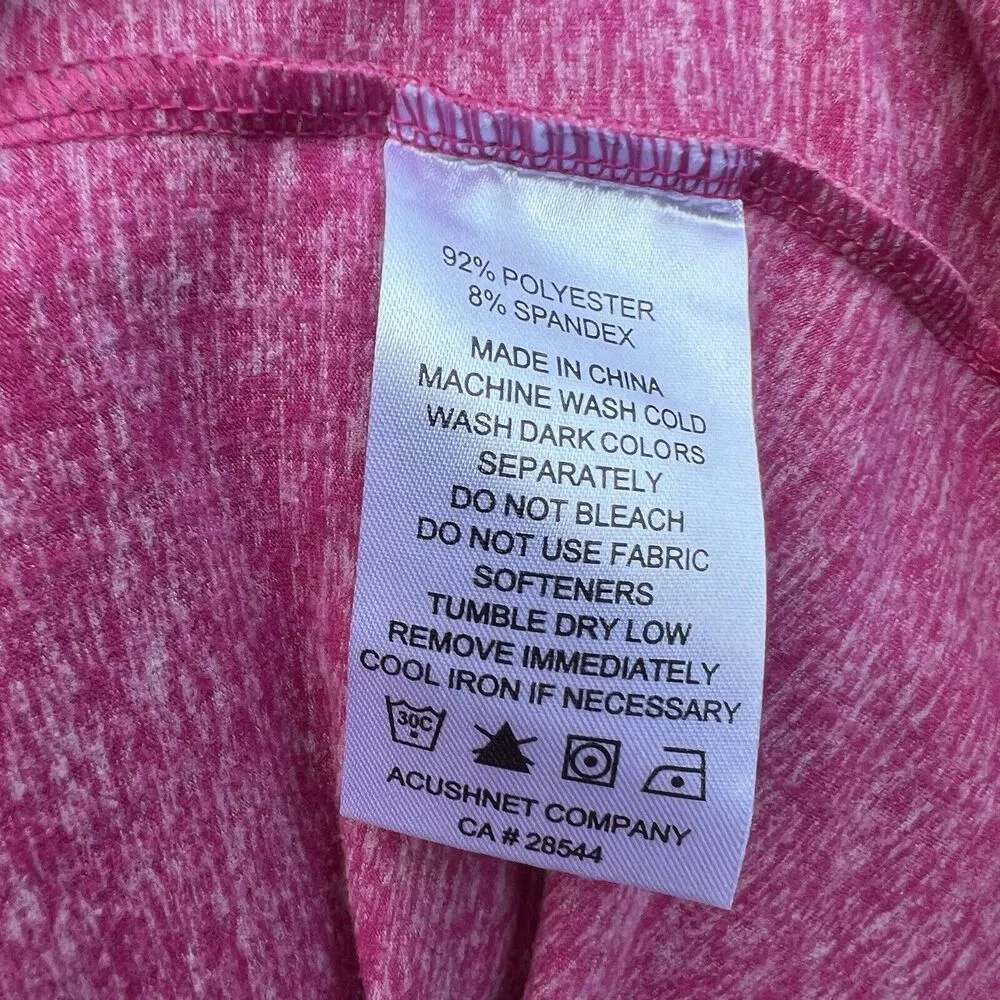 92% POLYESTER
8% SPANDEX
MADE IN CHINA
MACHINE WASH COLD
WASH DARK COLORS
SEPARATELY
DO NOT BLEACH
DO NOT USE FABRIC
SOFTENERS
TUMBLE DRY LOW
REMOVE IMMEDIATELY
COOL IRON IF NECESSARY
30C
ACUSHNET COMPANY
CA # 28544